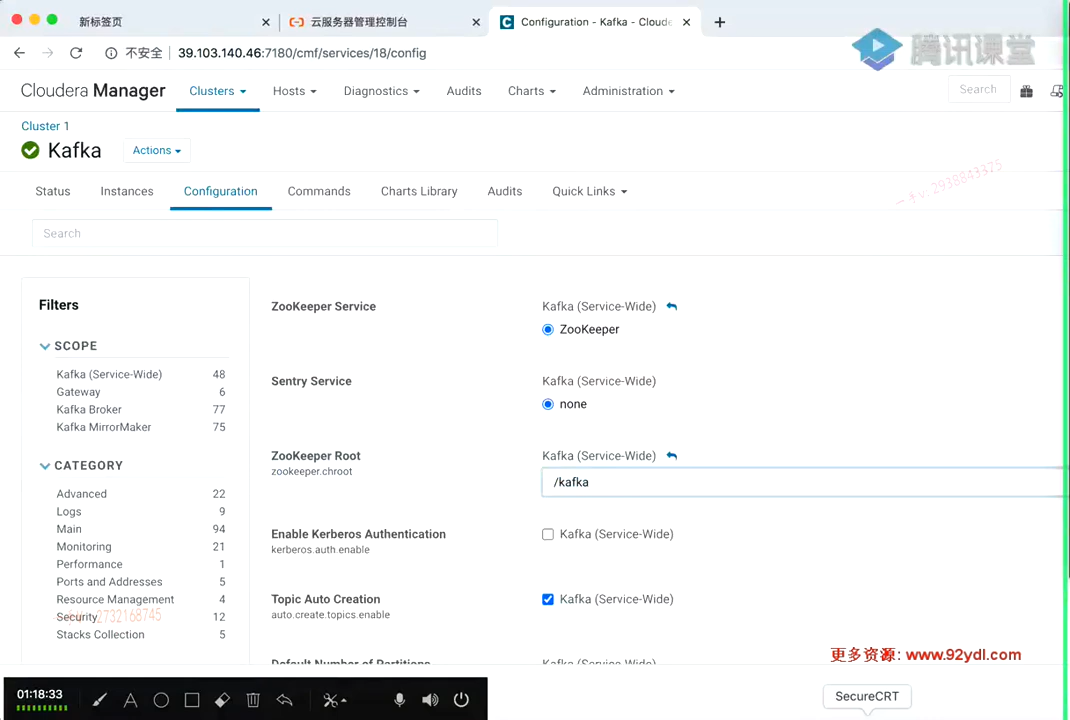 新标签页
云服务器管理控制台
Configuration - Kafka - Cloude
不安全
39.103.140.46:7180/cmf/services/18/config
腾讯课堂
Cloudera Manager
Clusters
Hosts
Diagnostics
Audits
Charts
Administration
Search
Cluster 1
Kafka
Actions
Status
Instances
Configuration
Commands
Charts Library
Audits
Quick Links
Search
Filters
SCOPE
Kafka (Service-Wide) 48
Gateway 6
Kafka Broker 77
Kafka MirrorMaker 75
CATEGORY
Advanced 22
Logs 9
Main 94
Monitoring 21
Performance 1
Ports and Addresses 5
Resource Management 4
Security 12
Stacks Collection 5
ZooKeeper Service
Kafka (Service-Wide)
ZooKeeper
Sentry Service
Kafka (Service-Wide)
none
ZooKeeper Root
zookeeper.chroot
Kafka (Service-Wide)
/kafka
Enable Kerberos Authentication
kerberos.auth.enable
Kafka (Service-Wide)
Topic Auto Creation
auto.create.topics.enable
Kafka (Service-Wide)
Default Number of Partitions
Kafka (Service-Wide)
2938843325
2732168745
更多资源: www.92ydl.com
01:18:33
SecureCRT